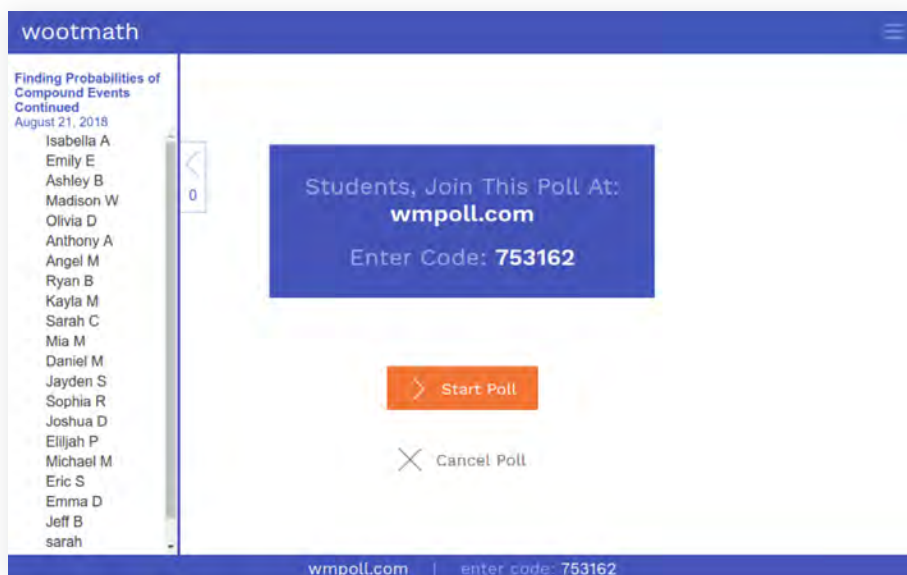 wootmath
Finding Probabilities of
Compound Events
Continued
August 21, 2018
Isabella A
Emily E
Ashley B
Madison W
Olivia D
Anthony A
Angel M
Ryan B
Kayla M
Sarah C
Mia M
Daniel M
Jayden S
Sophia R
Joshua D
Eliljah P
Michael M
Eric S
Emma D
Jeff B
sarah
0
Students, Join This Poll At:
wmpoll.com
Enter Code: 753162
Start Poll
Cancel Poll
wmpoll.com | enter code: 753162